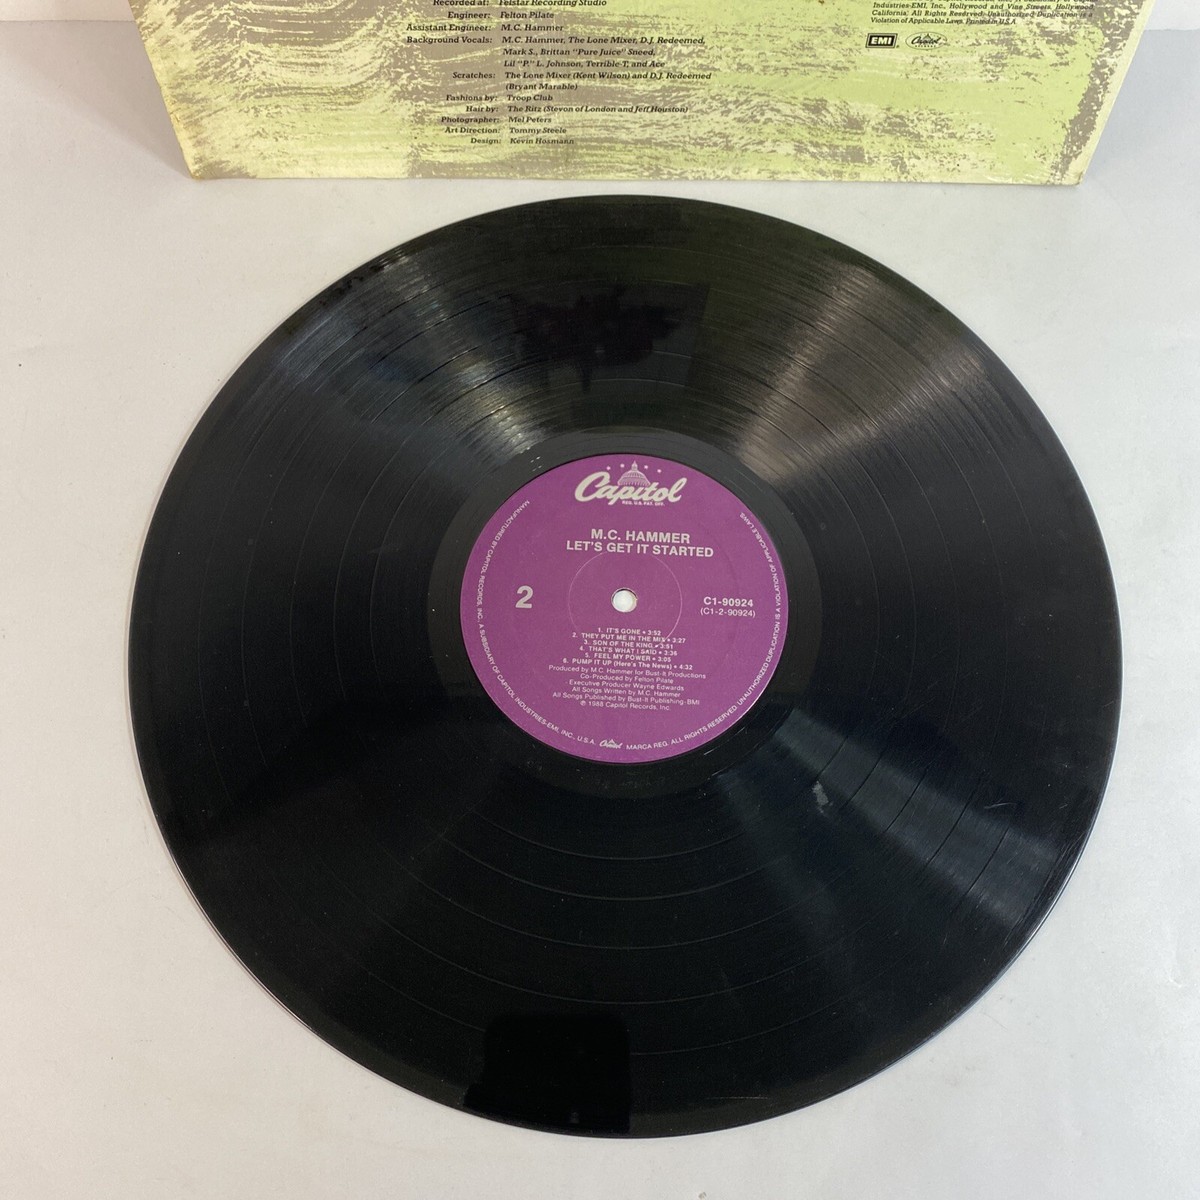 Recorded at: Telstar Recording Studio
Engineer: Felton Pilate
Assistant Engineer: M.C. Hammer
Background Vocals: M.C. Hammer, The Lone Mixer, D.J. Redeemed,
Mark S., Brittan "Pure Juice" Sneed,
Lil "P." L. Johnson, Terrible-T, and Ace
Scratches: The Lone Mixer (Kent Wilson) and D.J. Redeemed
(Bryant Marable)
Fashions by: Troop Club
Hair by: The Ritz (Stevon of London and Jeff Houston)
Photographer: Mel Peters
Art Direction: Tommy Steele
Design: Kevin Hosmann
Industries-EMI, Inc., Hollywood and Vine Streets, Hollywood,
California. All Rights Reserved. Unauthorized Duplication is a
Violation of Applicable Laws. Printed in U.S.A.
EMI Capitol
Capitol
REG. U.S. PAT. OFF.
M.C. HAMMER
LET'S GET IT STARTED
2
C1-90924
(C1-2-90924)
1. IT'S GONE • 3:52
2. THEY PUT ME IN THE MIX • 3:27
3. SON OF THE KING • 3:51
4. THAT'S WHAT I SAID • 3:36
5. FEEL MY POWER • 3:05
6. PUMP IT UP (Here's The News) • 4:32
Produced by M.C. Hammer for Bust-It Productions
Co-Produced by Felton Pilate
Executive Producer Wayne Edwards
All Songs Written by M.C. Hammer
All Songs Published by Bust-It Publishing-BMI
℗ 1988 Capitol Records, Inc.
MANUFACTURED BY CAPITOL RECORDS, INC., A SUBSIDIARY OF CAPITOL INDUSTRIES-EMI, INC., U.S.A. Capitol MARCA REG. ALL RIGHTS RESERVED. UNAUTHORIZED DUPLICATION IS A VIOLATION OF APPLICABLE LAWS.